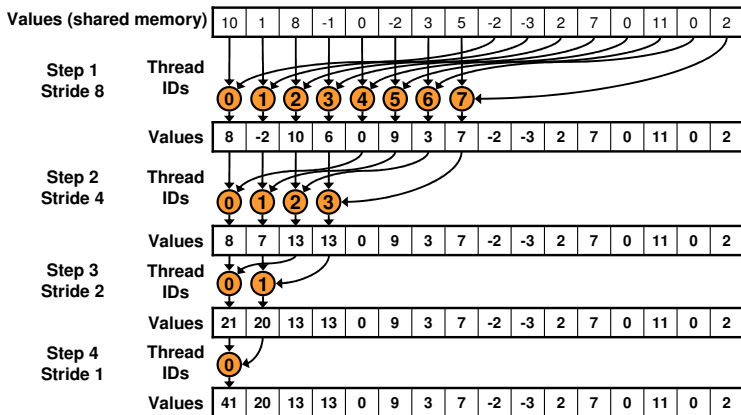 Values (shared memory) 10 1 8 -1 0 -2 3 5 -2 -3 2 7 0 11 0 2
Step 1 Thread
Stride 8 IDs
0 1 2 3 4 5 6 7
Values 8 -2 10 6 0 9 3 7 -2 -3 2 7 0 11 0 2
Step 2 Thread
Stride 4 IDs
0 1 2 3
Values 8 7 13 13 0 9 3 7 -2 -3 2 7 0 11 0 2
Step 3 Thread
Stride 2 IDs
0 1
Values 21 20 13 13 0 9 3 7 -2 -3 2 7 0 11 0 2
Step 4 Thread
Stride 1 IDs
0
Values 41 20 13 13 0 9 3 7 -2 -3 2 7 0 11 0 2